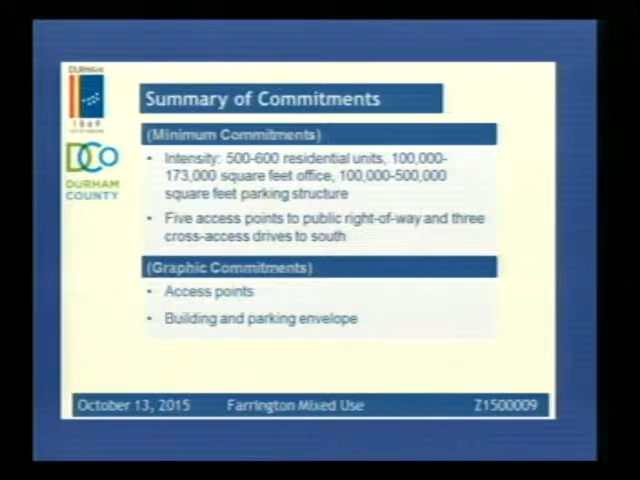 DURHAM
1869
DCO
DURHAM
COUNTY
Summary of Commitments
(Minimum Commitments)
• Intensity: 500-600 residential units, 100,000-
173,000 square feet office, 100,000-500,000
square feet parking structure
• Five access points to public right-of-way and three
cross-access drives to south
(Graphic Commitments)
• Access points
• Building and parking envelope
October 13, 2015 Farrington Mixed Use Z1500009